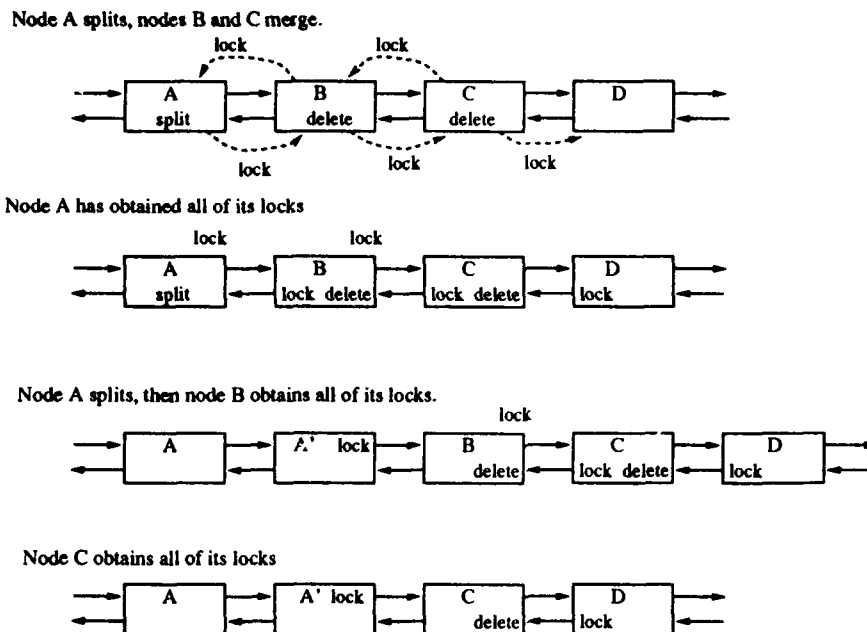 Node A splits, nodes B and C merge.
lock lock
A B C D
split delete delete
lock lock lock
Node A has obtained all of its locks
lock lock
A B C D
split lock delete lock delete lock
Node A splits, then node B obtains all of its locks.
lock
A A' lock B C D
delete lock delete lock
Node C obtains all of its locks
A A' lock C D
delete lock